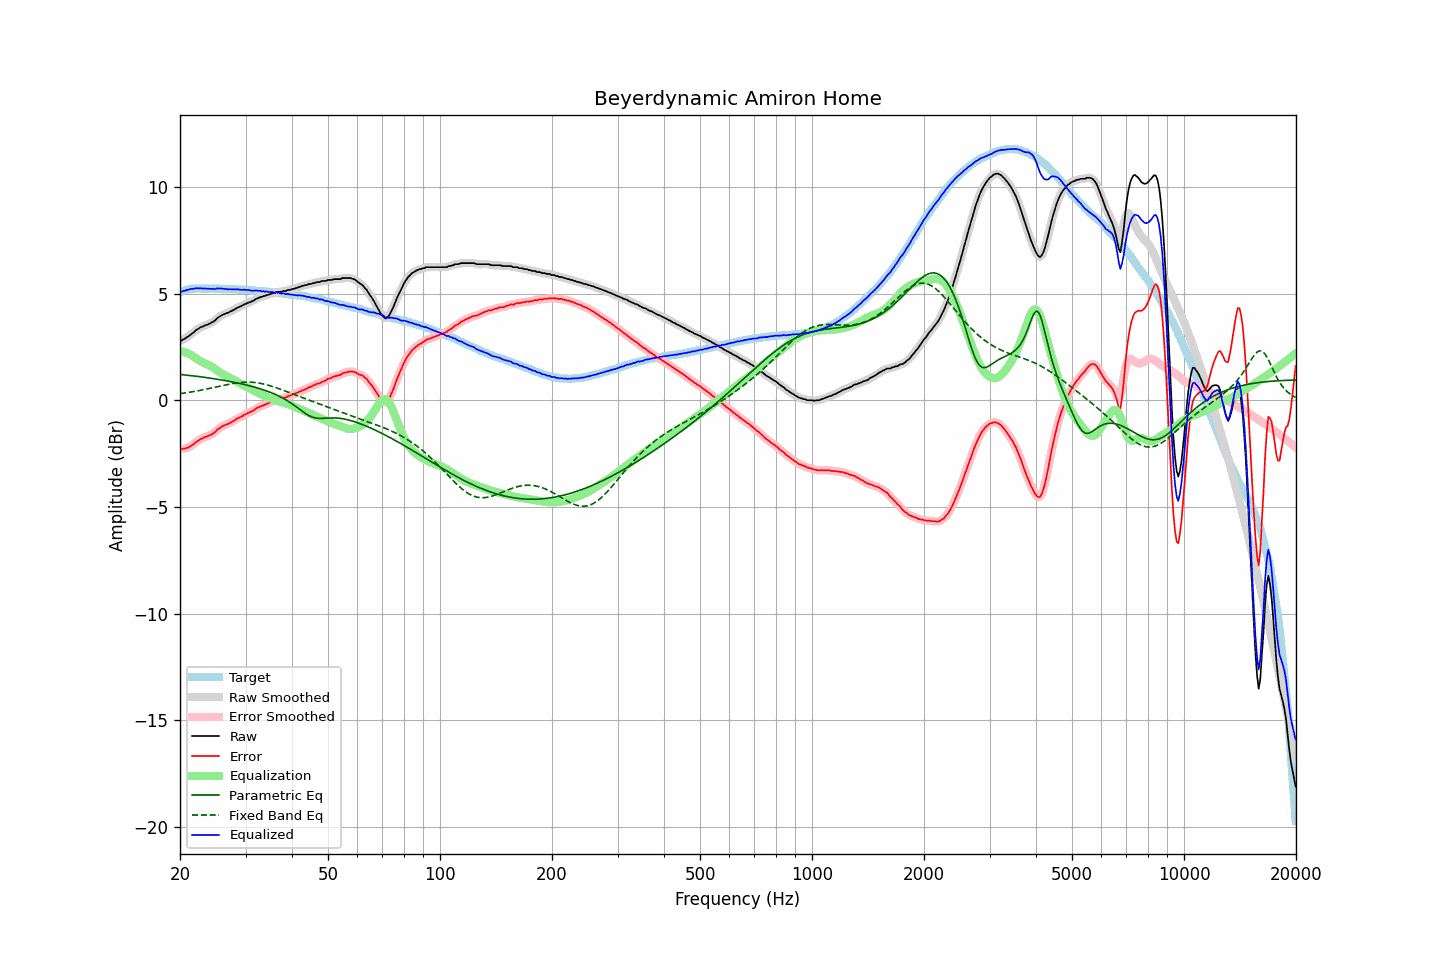 Beyerdynamic Amiron Home
Amplitude (dBr)
10
5
0
−5
−10
−15
−20
Target
Raw Smoothed
Error Smoothed
Raw
Error
Equalization
Parametric Eq
Fixed Band Eq
Equalized
20 50 100 200 500 1000 2000 5000 10000 20000
Frequency (Hz)